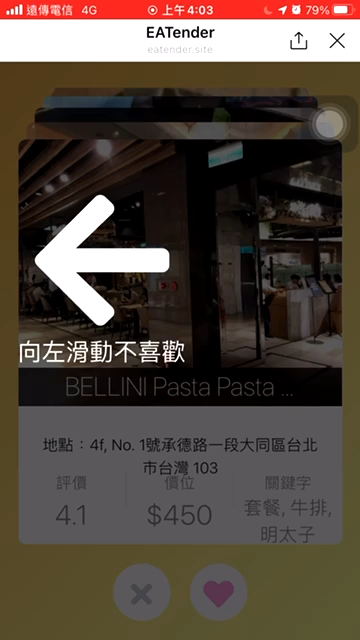 遠傳電信 4G 上午4:03 79%
EATender
eatender.site
向左滑動不喜歡
BELLINI Pasta Pasta ...
地點：4f, No. 1號承德路一段大同區台北
市台灣 103
評價 價位 關鍵字
4.1 $450 套餐, 牛排,
明太子